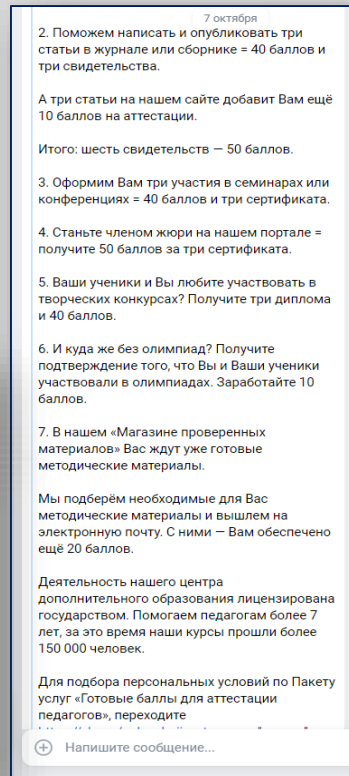 7 октября
2. Поможем написать и опубликовать три
статьи в журнале или сборнике = 40 баллов и
три свидетельства.
А три статьи на нашем сайте добавит Вам ещё
10 баллов на аттестации.
Итого: шесть свидетельств — 50 баллов.
3. Оформим Вам три участия в семинарах или
конференциях = 40 баллов и три сертификата.
4. Станьте членом жюри на нашем портале =
получите 50 баллов за три сертификата.
5. Ваши ученики и Вы любите участвовать в
творческих конкурсах? Получите три диплома
и 40 баллов.
6. И куда же без олимпиад? Получите
подтверждение того, что Вы и Ваши ученики
участвовали в олимпиадах. Заработайте 10
баллов.
7. В нашем «Магазине проверенных
материалов» Вас ждут уже готовые
методические материалы.
Мы подберём необходимые для Вас
методические материалы и вышлем на
электронную почту. С ними — Вам обеспечено
ещё 20 баллов.
Деятельность нашего центра
дополнительного образования лицензирована
государством. Помогаем педагогам более 7
лет, за это время наши курсы прошли более
150 000 человек.
Для подбора персональных условий по Пакету
услуг «Готовые баллы для аттестации
педагогов», переходите
Напишите сообщение...